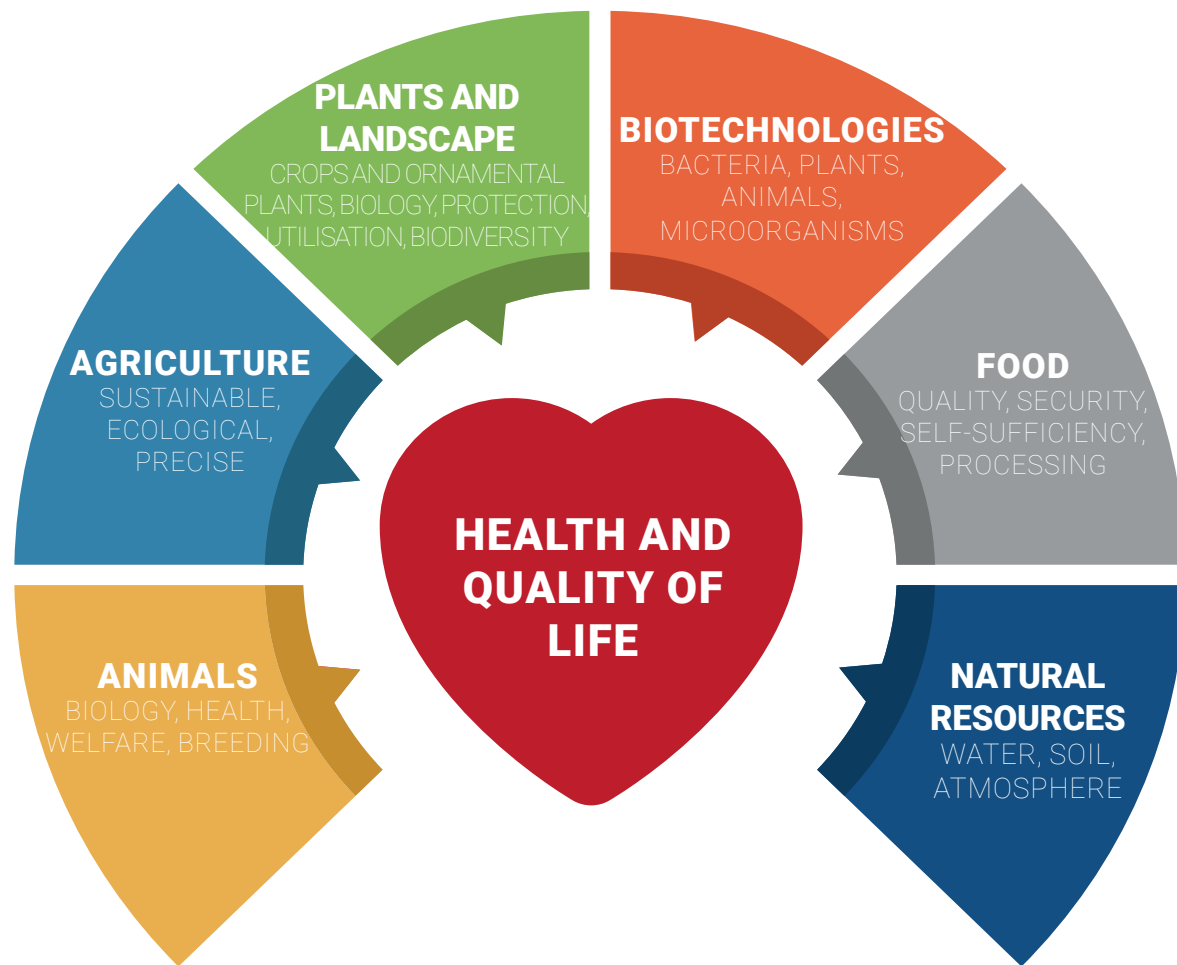 PLANTS AND
LANDSCAPE
CROPS AND ORNAMENTAL
PLANTS, BIOLOGY, PROTECTION,
UTILISATION, BIODIVERSITY
BIOTECHNOLOGIES
BACTERIA, PLANTS,
ANIMALS,
MICROORGANISMS
AGRICULTURE
SUSTAINABLE,
ECOLOGICAL,
PRECISE
FOOD
QUALITY, SECURITY,
SELF-SUFFICIENCY,
PROCESSING
HEALTH AND
QUALITY OF
LIFE
ANIMALS
BIOLOGY, HEALTH,
WELFARE, BREEDING
NATURAL
RESOURCES
WATER, SOIL,
ATMOSPHERE